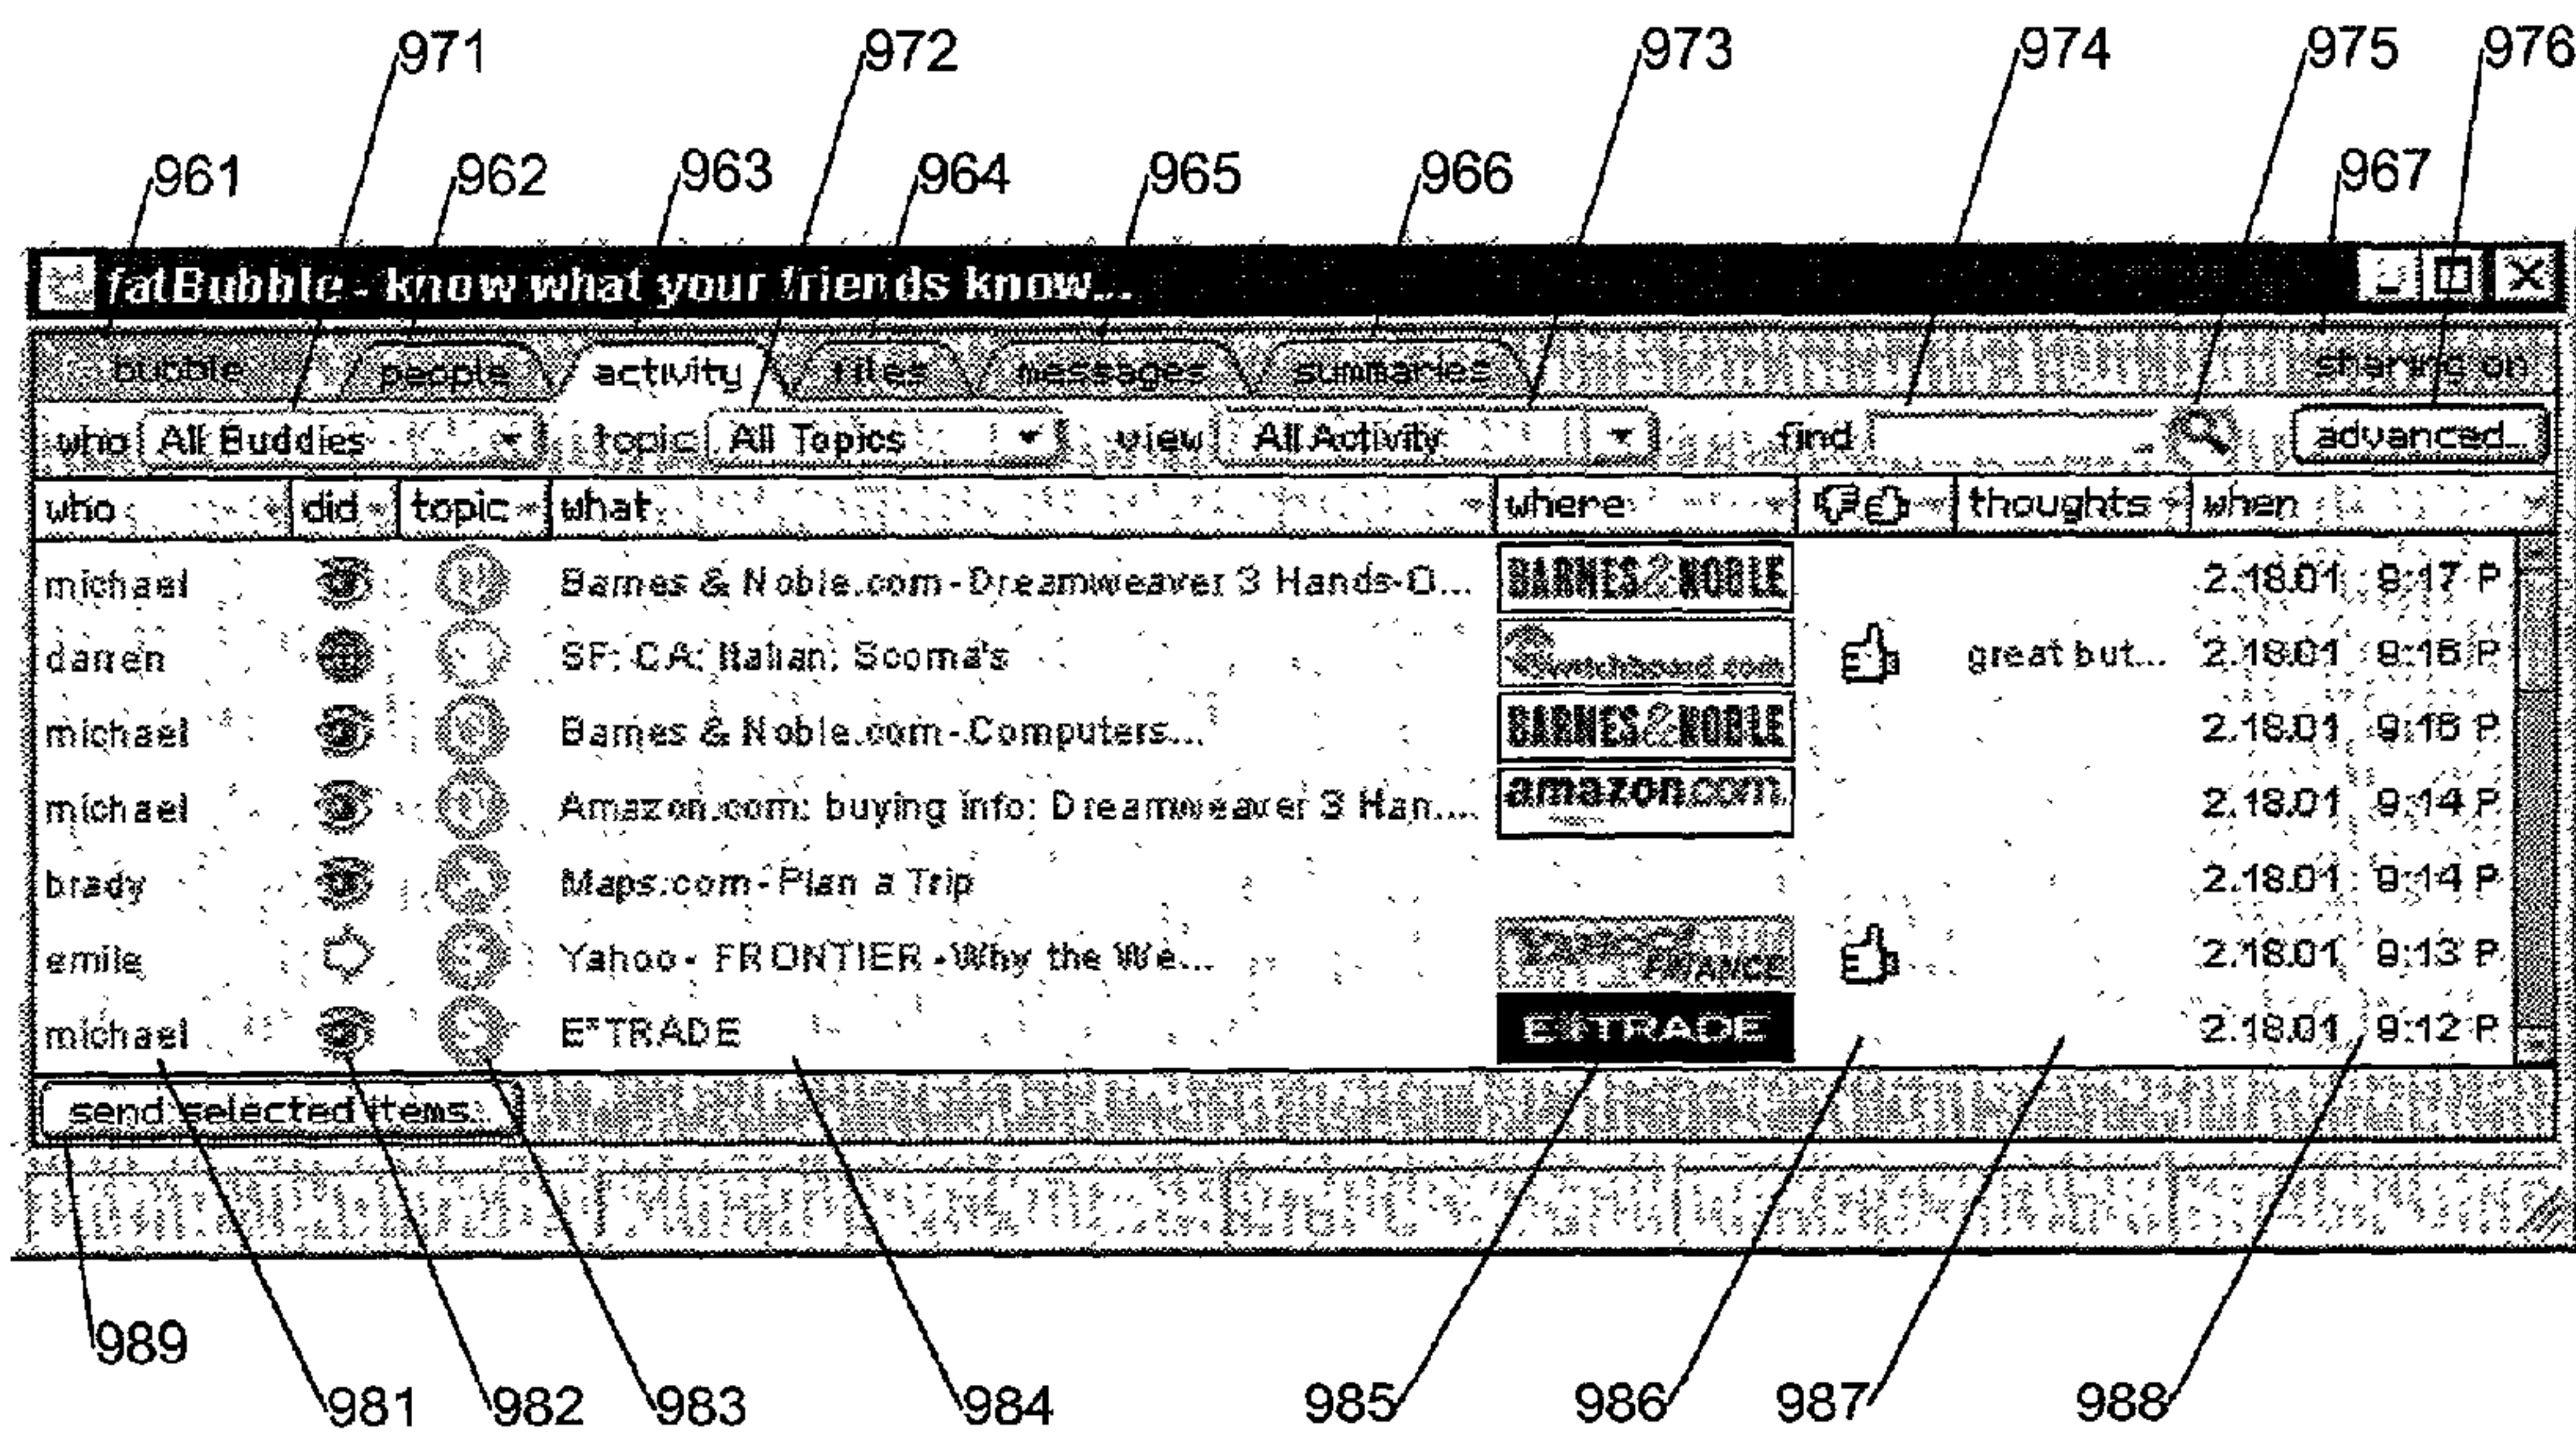 971 972 973 974 975 976
961 962 963 964 965 966 967
fatBubble - know what your friends know...
bubble people activity files messages summaries sharing on
who All Buddies topic All Topics view All Activity find advanced...
who did topic what where thoughts when
michael Barnes & Noble.com - Dreamweaver 3 Hands-O... BARNES & NOBLE 2.18.01 9:17 P
darren SF; CA; Italian; Scoma's great but... 2.18.01
michael Barnes & Noble.com - Computers... BARNES & NOBLE 2.18.01
michael Amazon.com: buying info: Dreamweaver 3 Han.... amazon.com 2.18.01 9:14 P
brady Maps.com - Plan a Trip 2.18.01 9:14 P
emile Yahoo - FRONTIER - Why the We... FINANCE 2.18.01 9:13 P
michael E*TRADE E*TRADE 2.18.01 9:12 P
send selected items...
989
981 982 983 984 985 986 987 988